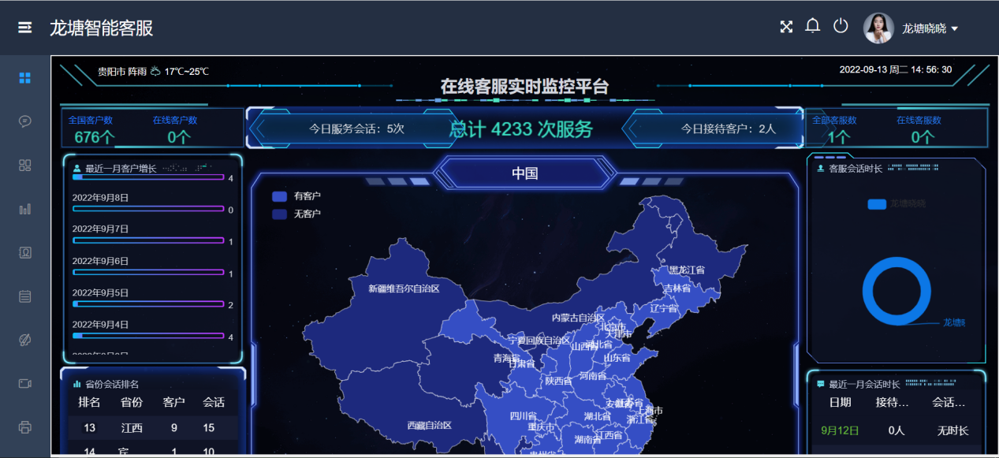 龙塘智能客服
龙塘晓晓
贵阳市 阵雨 17℃~25℃
在线客服实时监控平台
2022-09-13 周二 14: 56: 30
全国客户数
在线客户数
676个
0个
今日服务会话：5次
总计 4233 次服务
今日接待客户：2人
全部客服数
在线客服数
1个
0个
最近一月客户增长
4
2022年9月8日
0
2022年9月7日
1
2022年9月6日
1
2022年9月5日
2
2022年9月4日
4
中国
有客户
无客户
黑龙江省
吉林省
辽宁省
新疆维吾尔自治区
内蒙古自治区
北京市
天津市
宁夏回族自治区
山西省
河北省
青海省
甘肃省
山东省
陕西省
河南省
安徽省
江苏省
上海市
四川省
湖北省
浙江省
西藏自治区
重庆市
湖南省
江西省
贵州省
客服会话时长
龙塘晓晓
龙塘
省份会话排名
排名 省份 客户 会话
13 江西 9 15
14 1 10
最近一月会话时长
日期 接待... 会话...
9月12日 0人 无时长